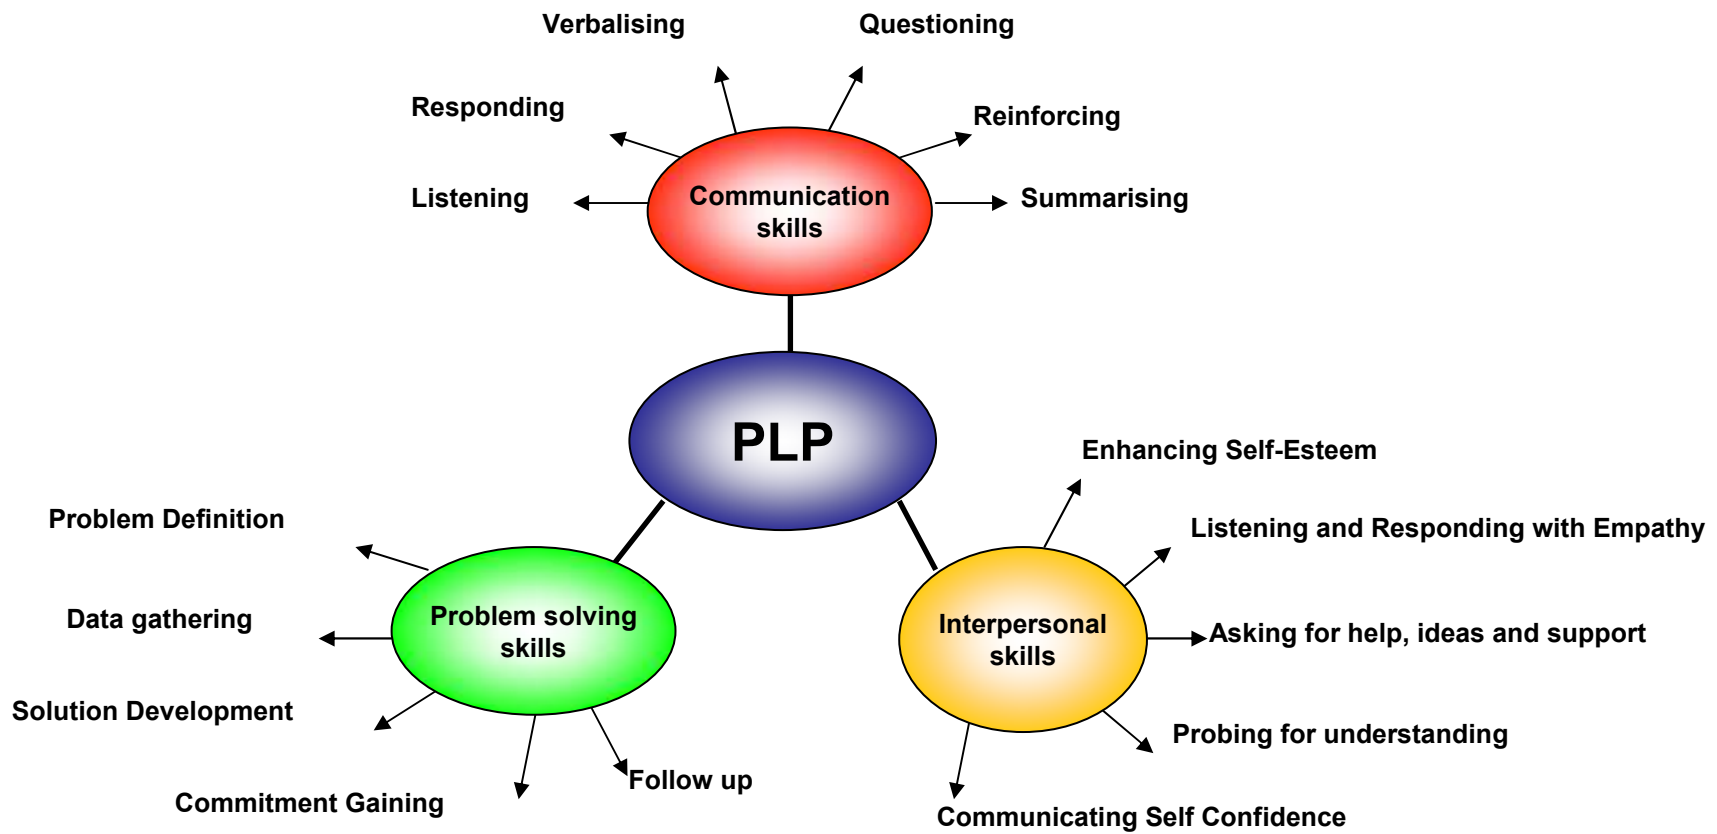 Verbalising
Questioning
Responding
Reinforcing
Listening
Communication
skills
Summarising
PLP
Enhancing Self-Esteem
Problem Definition
Listening and Responding with Empathy
Data gathering
Problem solving
skills
Interpersonal
skills
Asking for help, ideas and support
Solution Development
Probing for understanding
Commitment Gaining
Follow up
Communicating Self Confidence